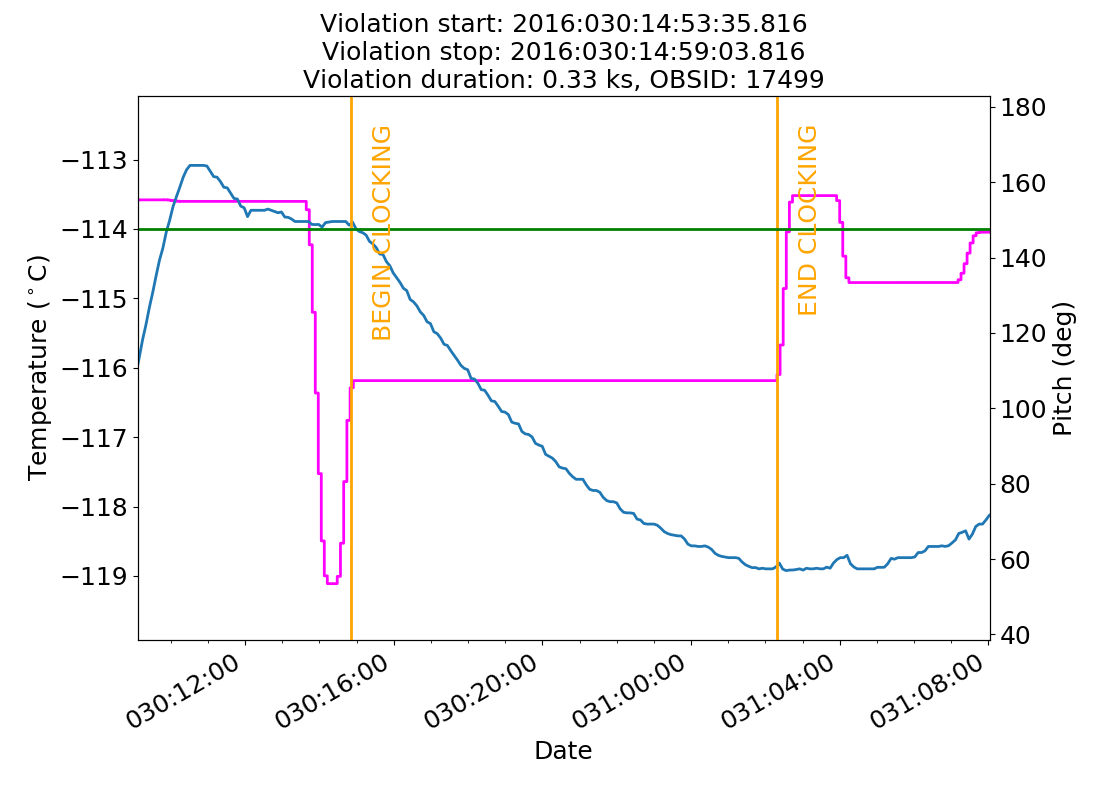 Violation start: 2016:030:14:53:35.816
Violation stop: 2016:030:14:59:03.816
Violation duration: 0.33 ks, OBSID: 17499
−113
−114
−115
−116
−117
−118
−119
Temperature (°C)
BEGIN CLOCKING
END CLOCKING
180
160
140
120
100
80
60
40
Pitch (deg)
030:12:00
030:16:00
030:20:00
031:00:00
031:04:00
031:08:00
Date